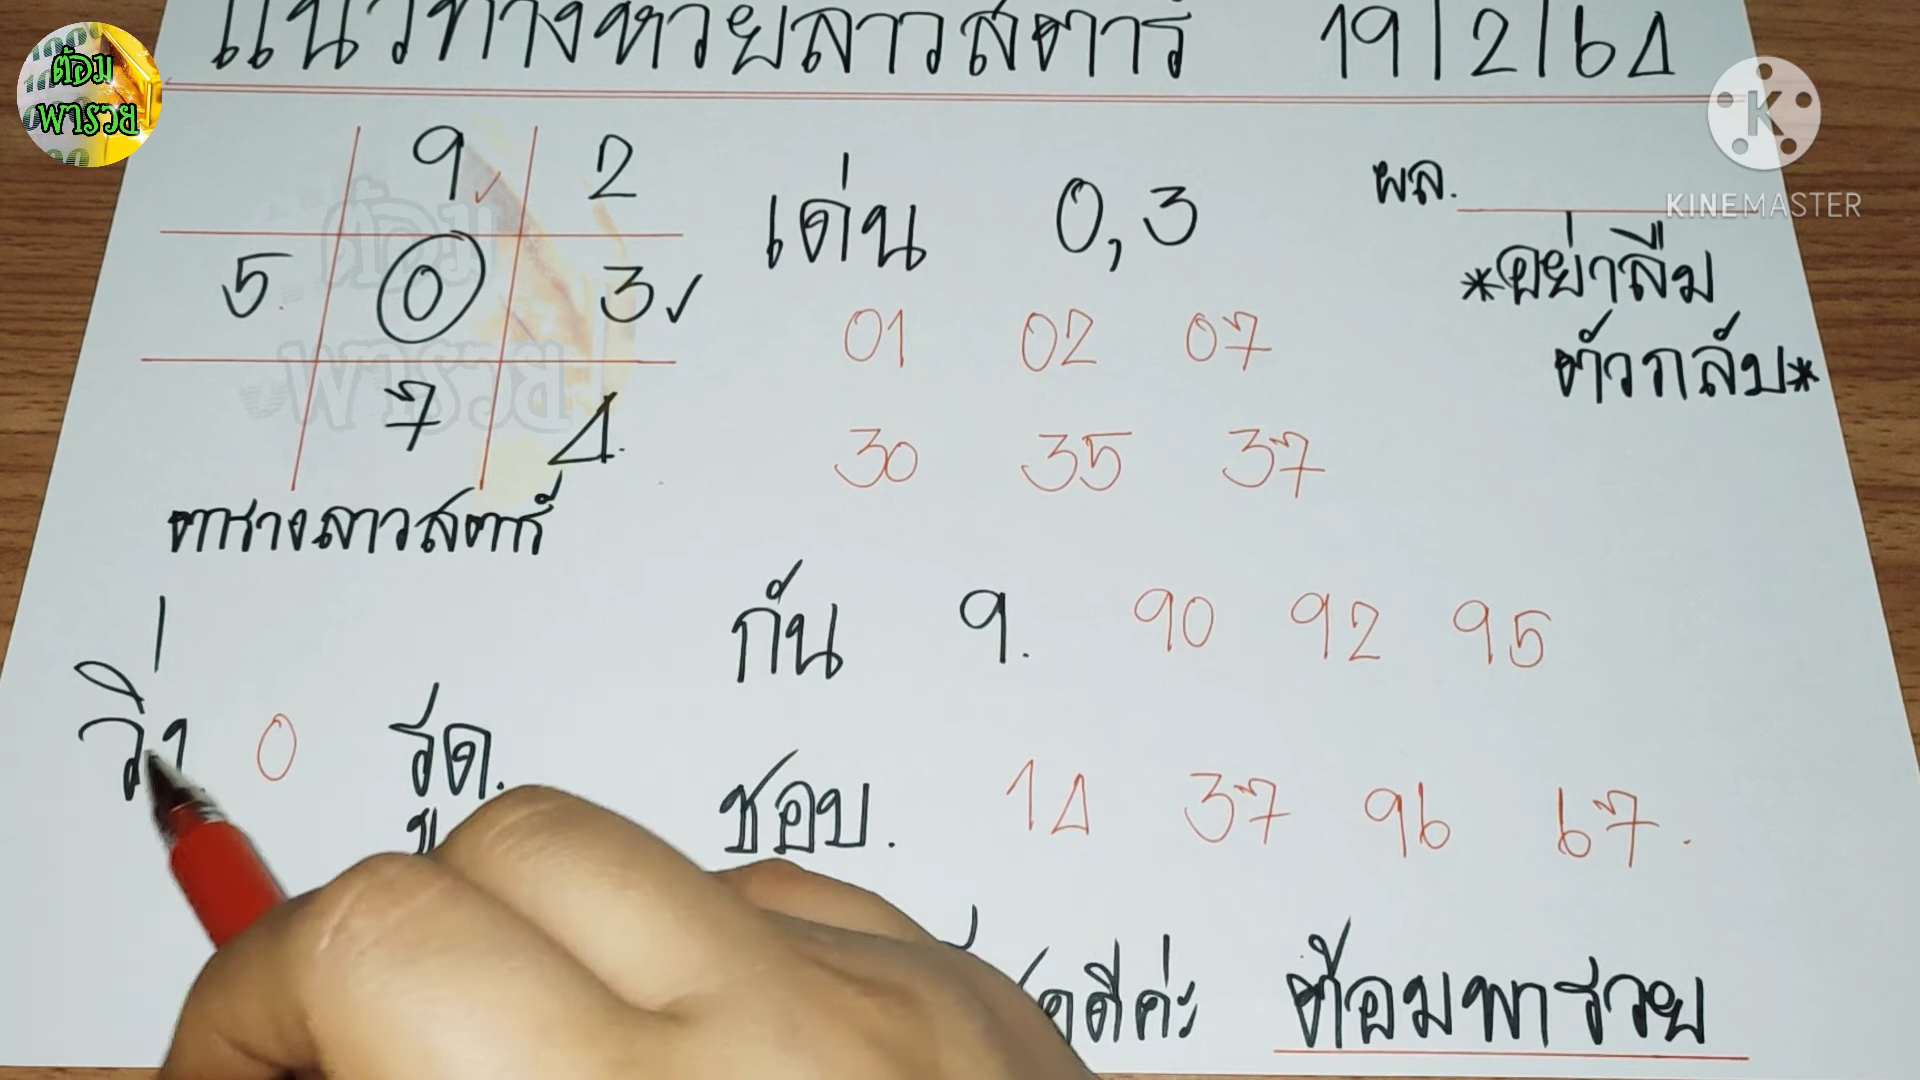 แนวทางหวยลาวสตาร์ 19/2/64
ต้อม
พารวย
K
KINEMASTER
9 2
5 0 3
7 4
ตารางลาวสตาร์
เด่น 0,3
01 02 07
30 35 37
ผล.
*อย่าลืม
ตัวกลับ*
กัน 9. 90 92 95
วิ่ง 0 รูด.
ชอบ. 14 37 96 67.
ต้อมพารวย